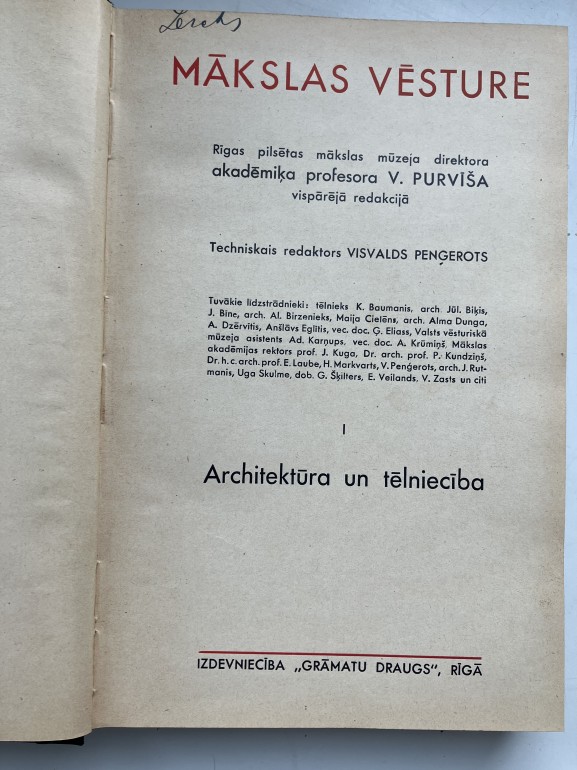 MĀKSLAS VĒSTURE
Rīgas pilsētas mākslas mūzeja direktora
akadēmiķa profesora V. PURVĪŠA
vispārējā redakcijā
Techniskais redaktors VISVALDS PEŅĢEROTS
Tuvākie līdzstrādnieki: tēlnieks K. Baumanis, arch Jūl. Biķis,
J. Bine, arch. Al. Birzenieks, Maija Cielēns, arch. Alma Dunga,
A. Dzērvītis, Anšlāvs Eglītis, vec. doc. Ģ. Eliass, Valsts vēsturiskā
mūzeja asistents Ad. Karņups, vec. doc. A. Krūmiņš, Mākslas
akadēmijas rektors prof. J. Kuga, Dr. arch. prof. P. Kundziņš,
Dr. h. c. arch. prof. E. Laube, H. Markvarts, V. Peņģerots, arch. J. Rut-
manis, Uga Skulme, dob. G. Šķilters, E. Veilands, V. Zasts un citi
I
Architektūra un tēlniecība
IZDEVNIECĪBA „GRĀMATU DRAUGS“, RĪGĀ